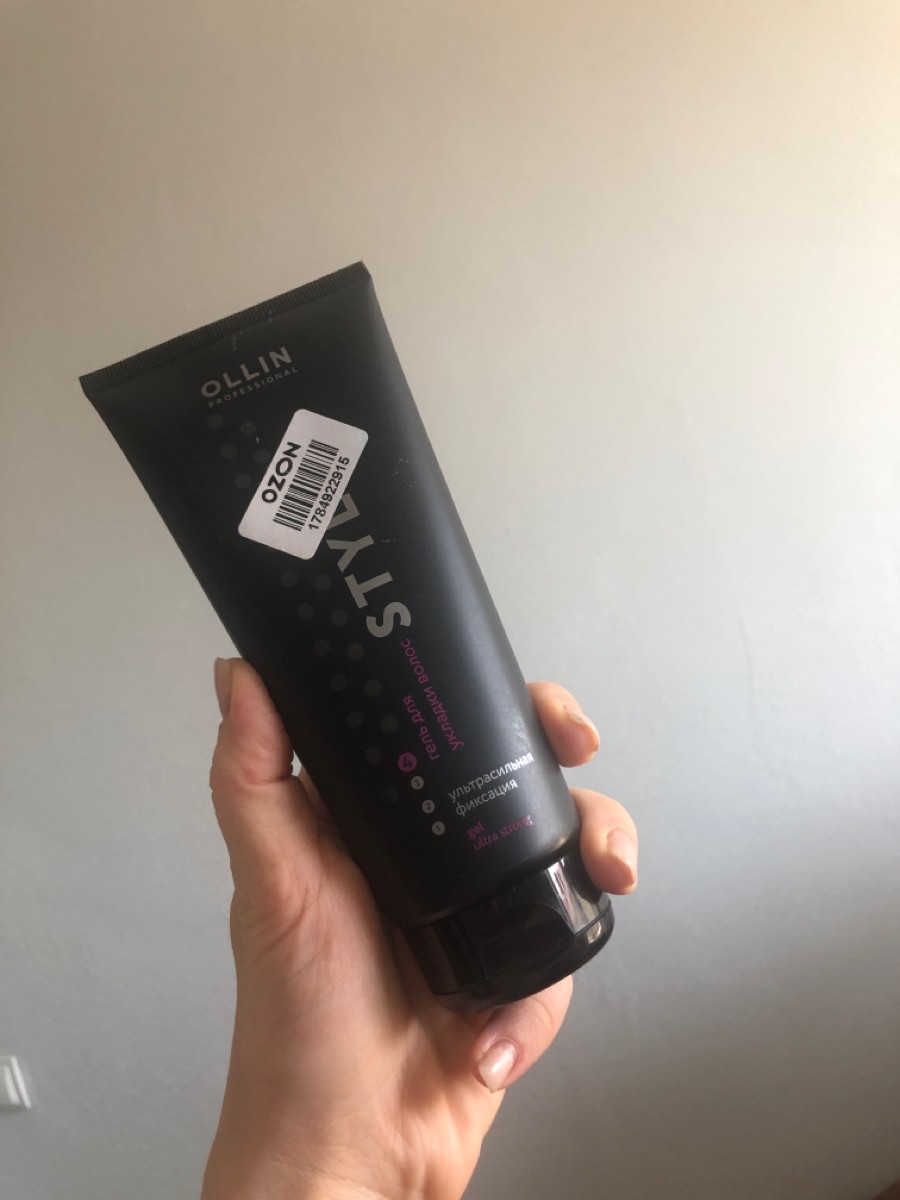 OLLIN
PROFESSIONAL
OZON
1784922915
STYLE
гель для
укладки волос
4
3
2
1
ультрасильная
фиксация
gel
ultra strong